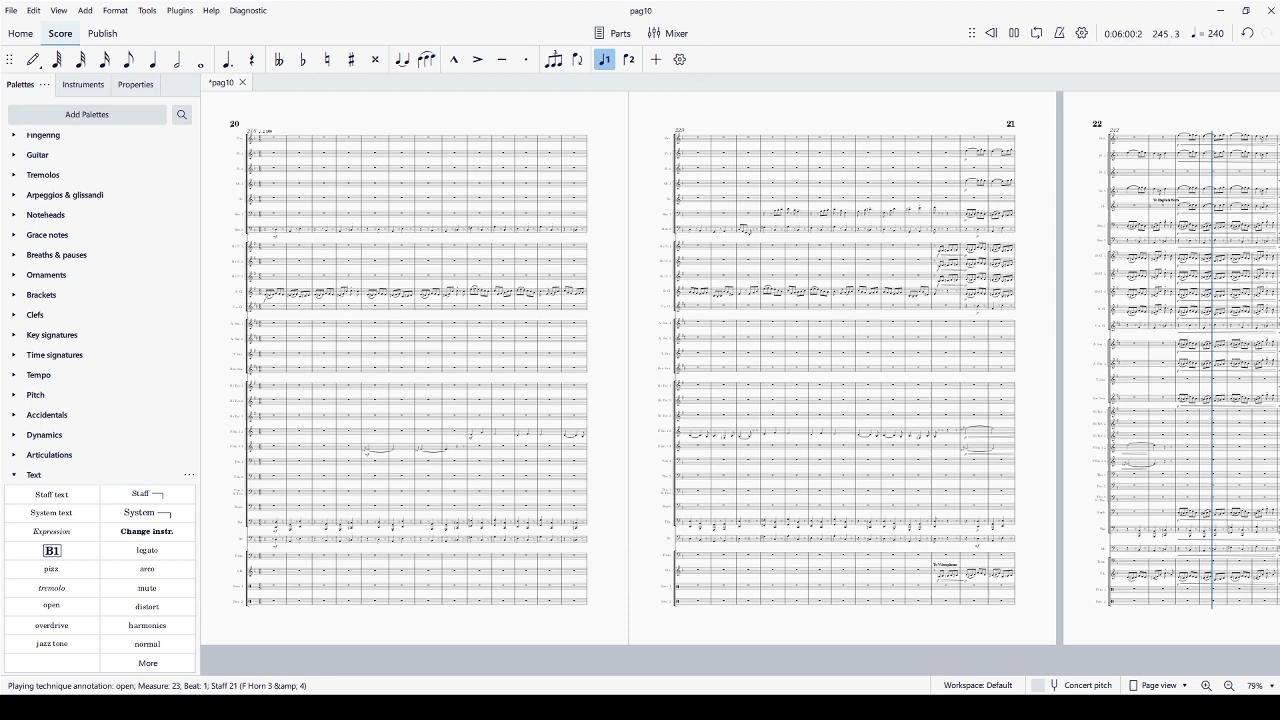 File Edit View Add Format Tools Plugins Help Diagnostic
pag10
Home Score Publish
Parts Mixer
0:06:00:2 245.3 = 240
1 2
Palettes Instruments Properties
*pag10
Add Palettes
Fingering
Guitar
Tremolos
Arpeggios & glissandi
Noteheads
Grace notes
Breaths & pauses
Ornaments
Brackets
Clefs
Key signatures
Time signatures
Tempo
Pitch
Accidentals
Dynamics
Articulations
Text
Staff text Staff
System text System
Expression Change instr.
B1 legato
pizz. arco
tremolo mute
open distort
overdrive harmonics
jazz tone normal
More
20
21
22
Playing technique annotation: open; Measure: 23; Beat: 1; Staff 21 (F Horn 3 &amp; 4)
Workspace: Default
Concert pitch
Page view
79%